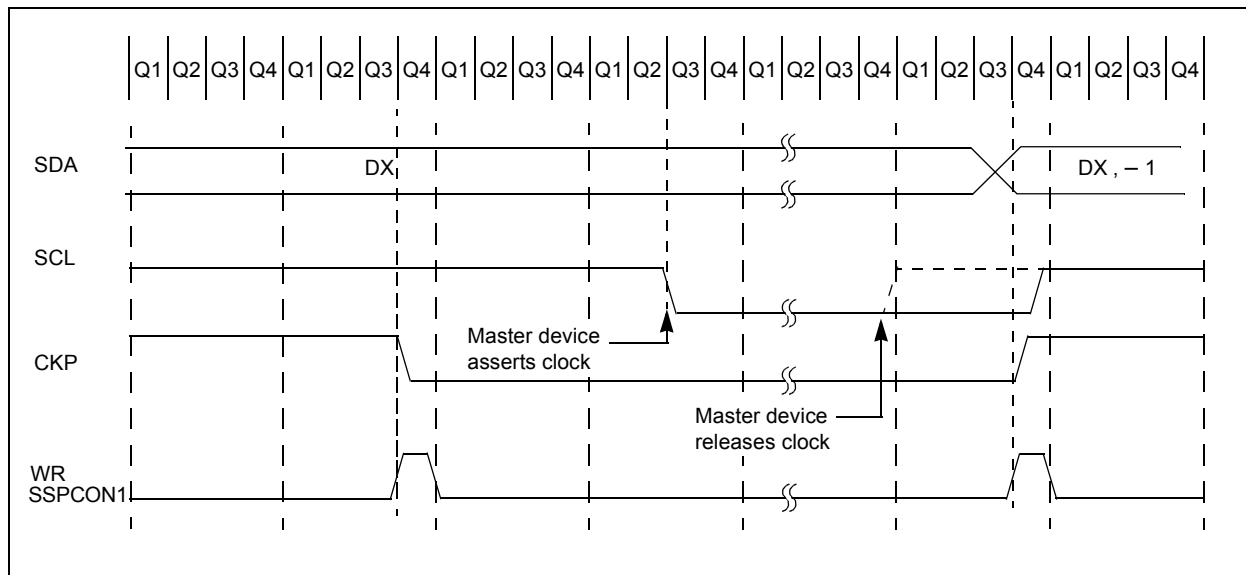 Q1 Q2 Q3 Q4 Q1 Q2 Q3 Q4 Q1 Q2 Q3 Q4 Q1 Q2 Q3 Q4 Q1 Q2 Q3 Q4 Q1 Q2 Q3 Q4 Q1 Q2 Q3 Q4
SDA
DX
DX , – 1
SCL
Master device
asserts clock
CKP
Master device
releases clock
WR
SSPCON1